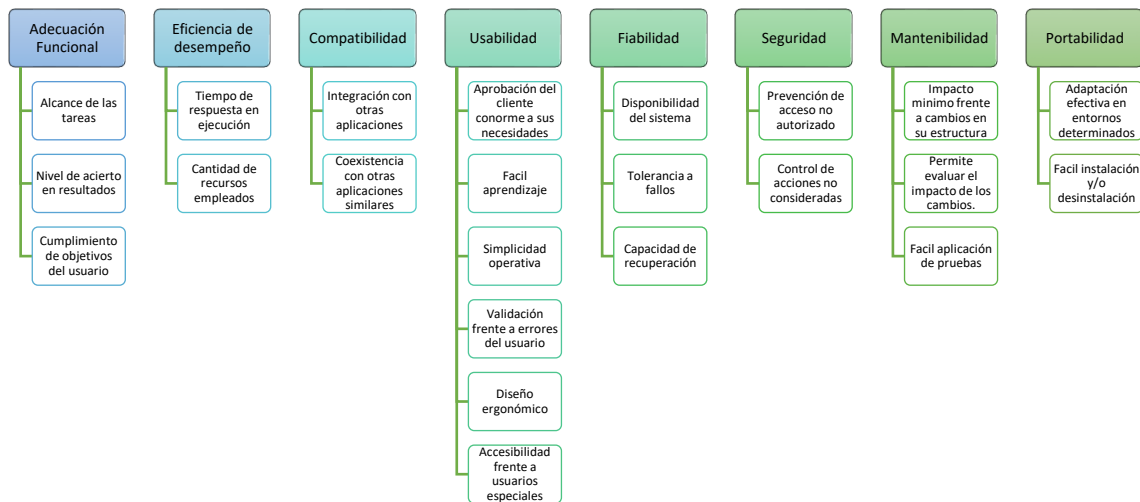 Adecuación
Funcional
Alcance de las
tareas
Nivel de acierto
en resultados
Cumplimiento
de objetivos
del usuario
Eficiencia de
desempeño
Tiempo de
respuesta en
ejecución
Cantidad de
recursos
empleados
Compatibilidad
Integración con
otras
aplicaciones
Coexistencia
con otras
aplicaciones
similares
Usabilidad
Aprobación del
cliente
conorme a sus
necesidades
Facil
aprendizaje
Simplicidad
operativa
Validación
frente a errores
del usuario
Diseño
ergonómico
Accesibilidad
frente a
usuarios
especiales
Fiabilidad
Disponibilidad
del sistema
Tolerancia a
fallos
Capacidad de
recuperación
Seguridad
Prevención de
acceso no
autorizado
Control de
acciones no
consideradas
Mantenibilidad
Impacto
minimo frente
a cambios en
su estructura
Permite
evaluar el
impacto de los
cambios.
Facil aplicación
de pruebas
Portabilidad
Adaptación
efectiva en
entornos
determinados
Facil instalación
y/o
desinstalación